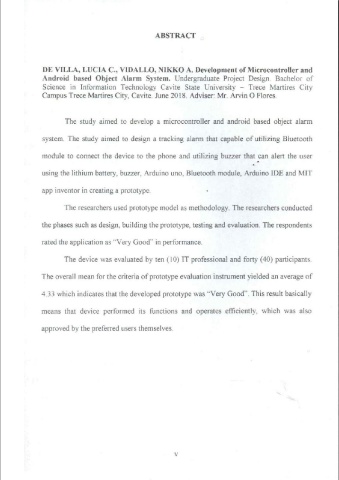 ABSTRACT
DE VILLA, LUCIA C., VIDALLO, NIKKO A. Development of Microcontroller and
Android based Object Alarm System. Undergraduate Project Design. Bachelor of
Science in Information Technology Cavite State University – Trece Martires City
Campus Trece Martires City, Cavite. June 2018. Adviser: Mr. Arvin O Flores.
The study aimed to develop a microcontroller and android based object alarm
system. The study aimed to design a tracking alarm that capable of utilizing Bluetooth
module to connect the device to the phone and utilizing buzzer that can alert the user
using the lithium battery, buzzer, Arduino uno, Bluetooth module, Arduino IDE and MIT
app inventor in creating a prototype.
The researchers used prototype model as methodology. The researchers conducted
the phases such as design, building the prototype, testing and evaluation. The respondents
rated the application as “Very Good” in performance.
The device was evaluated by ten (10) IT professional and forty (40) participants.
The overall mean for the criteria of prototype evaluation instrument yielded an average of
4.33 which indicates that the developed prototype was “Very Good”. This result basically
means that device performed its functions and operates efficiently, which was also
approved by the preferred users themselves.
v